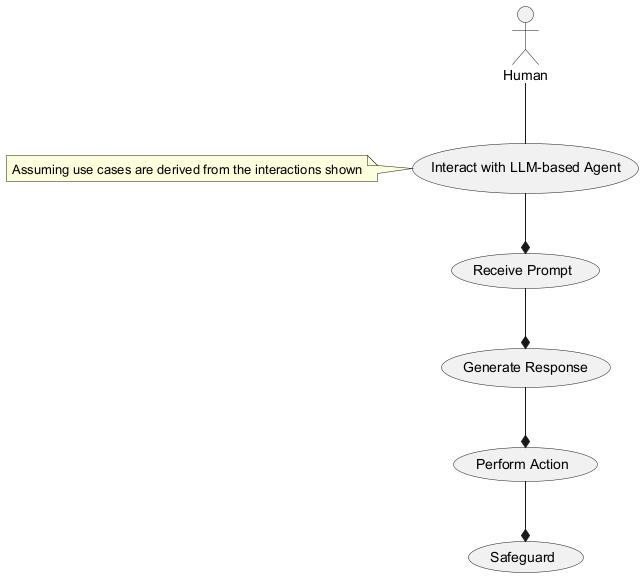 Human
Assuming use cases are derived from the interactions shown
Interact with LLM-based Agent
Receive Prompt
Generate Response
Perform Action
Safeguard